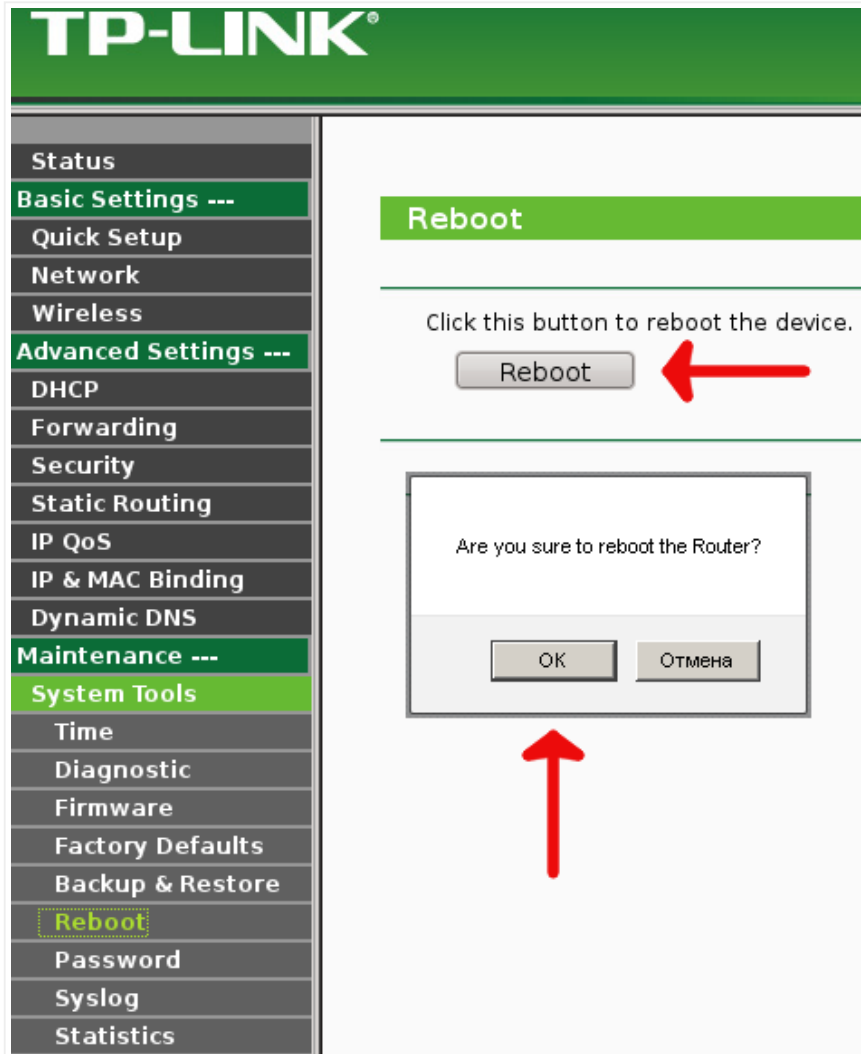 TP-LINK®
Status
Basic Settings ---
Quick Setup
Network
Wireless
Advanced Settings ---
DHCP
Forwarding
Security
Static Routing
IP QoS
IP & MAC Binding
Dynamic DNS
Maintenance ---
System Tools
Time
Diagnostic
Firmware
Factory Defaults
Backup & Restore
Reboot
Password
Syslog
Statistics
Reboot
Click this button to reboot the device.
Reboot
Are you sure to reboot the Router?
OK Отмена